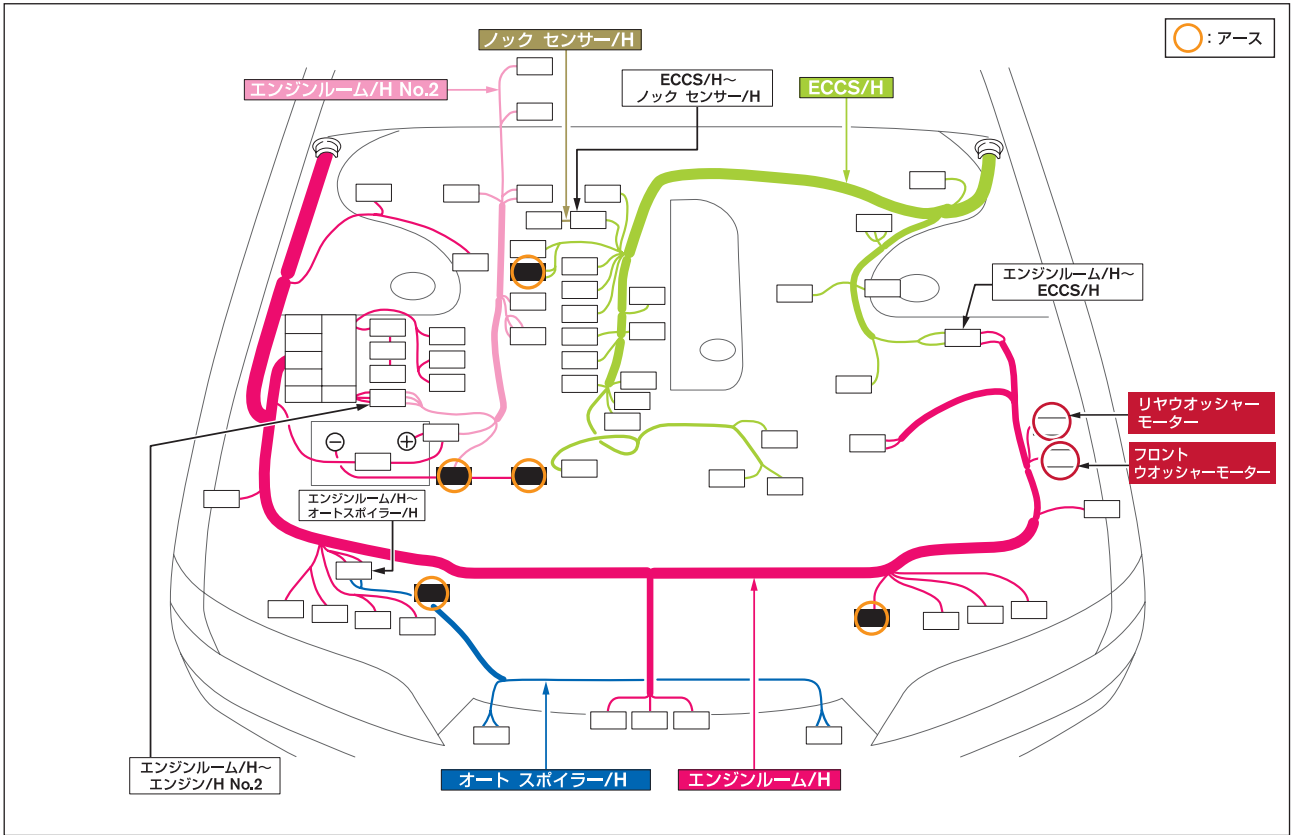 ノック センサー/H
: アース
エンジンルーム/H No.2
ECCS/H~
ノック センサー/H
ECCS/H
エンジンルーム/H~
ECCS/H
リヤウオッシャー
モーター
フロント
ウオッシャーモーター
エンジンルーム/H~
オートスポイラー/H
エンジンルーム/H~
エンジン/H No.2
オート スポイラー/H
エンジンルーム/H